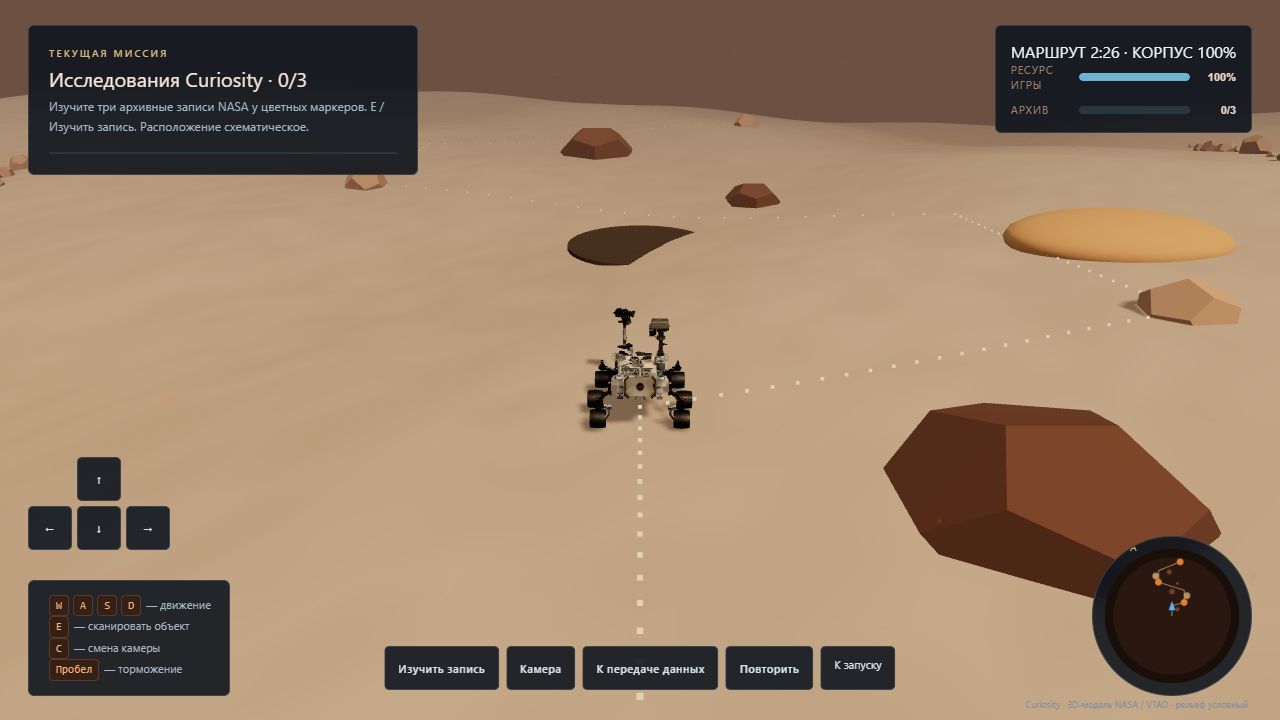 ТЕКУЩАЯ МИССИЯ
Исследования Curiosity · 0/3
Изучите три архивные записи NASA у цветных маркеров. E /
Изучить запись. Расположение схематическое.
МАРШРУТ 2:26 · КОРПУС 100%
РЕСУРС
ИГРЫ
100%
АРХИВ
0/3
↑
← ↓ →
W A S D — движение
E — сканировать объект
C — смена камеры
Пробел — торможение
Изучить запись
Камера
К передаче данных
Повторить
К запуску
Curiosity · 3D-модель NASA / VTAD · рельеф условный